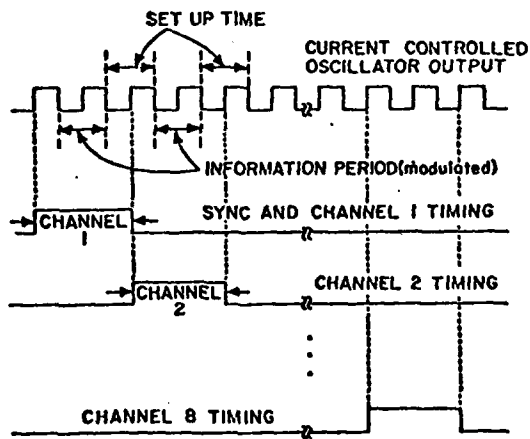 SET UP TIME
CURRENT CONTROLLED
OSCILLATOR OUTPUT
INFORMATION PERIOD(modulated)
CHANNEL
1
SYNC AND CHANNEL 1 TIMING
CHANNEL
2
CHANNEL 2 TIMING
CHANNEL 8 TIMING